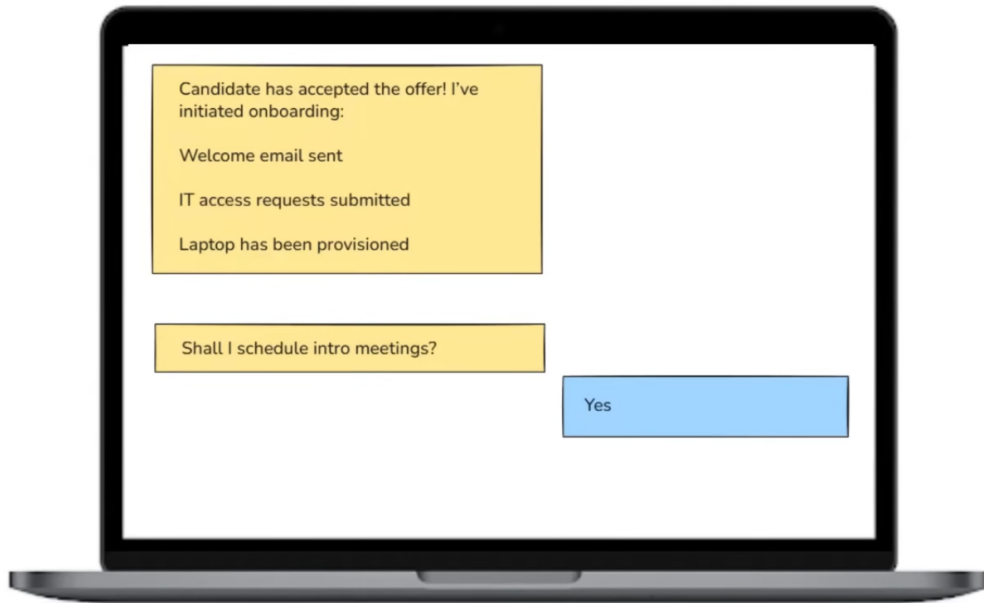 Candidate has accepted the offer! I’ve
initiated onboarding:
Welcome email sent
IT access requests submitted
Laptop has been provisioned
Shall I schedule intro meetings?
Yes